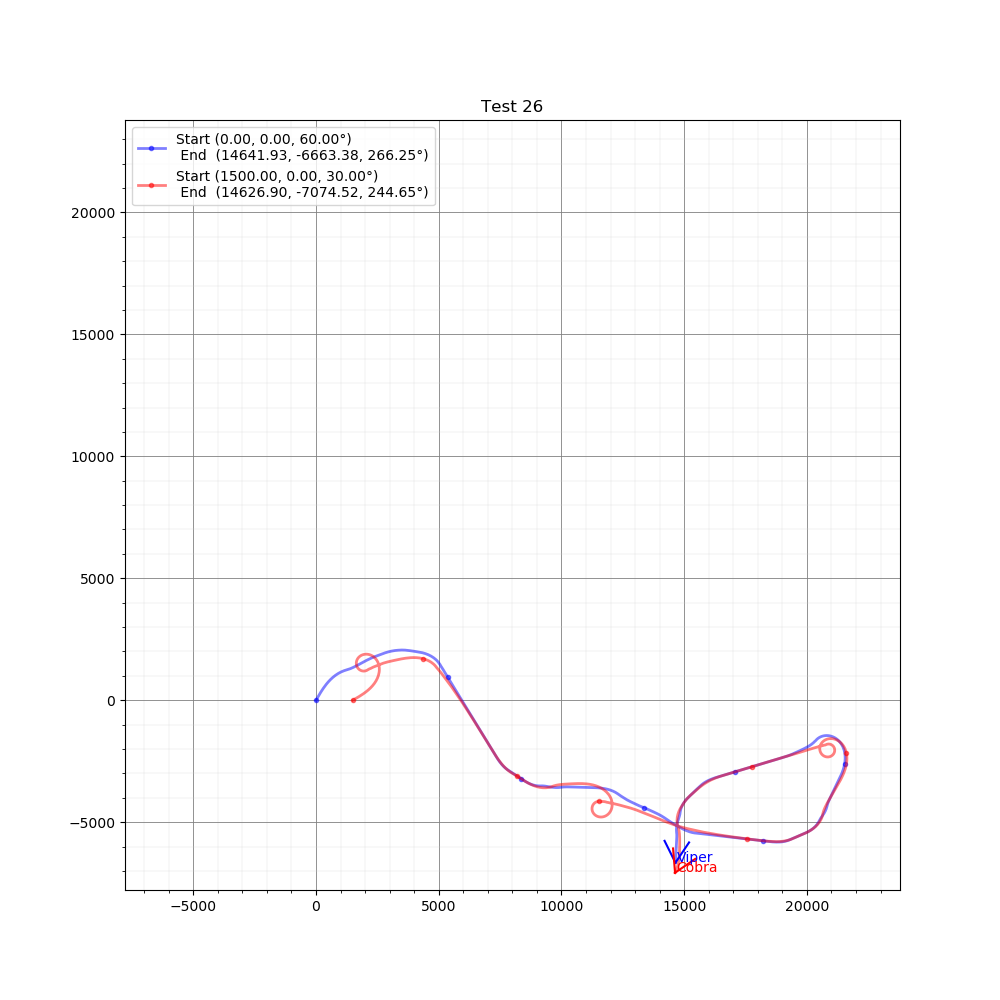 Test 26
Start (0.00, 0.00, 60.00°)
End (14641.93, -6663.38, 266.25°)
Start (1500.00, 0.00, 30.00°)
End (14626.90, -7074.52, 244.65°)
20000
15000
10000
5000
0
−5000
Viper
Cobra
−5000 0 5000 10000 15000 20000